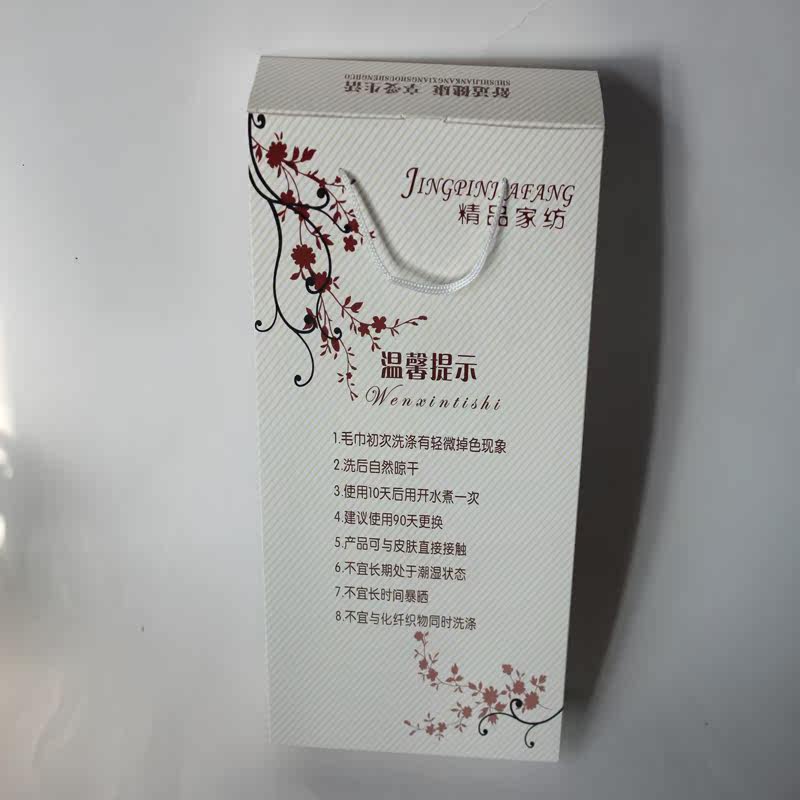 舒适健康 享受生活
SHUSHIJIANKANGXIANGSHOUSHENGHUO
JINGPINJIAFANG
精品家纺
温馨提示
Wenxintishi
1.毛巾初次洗涤有轻微掉色现象
2.洗后自然晾干
3.使用10天后用开水煮一次
4.建议使用90天更换
5.产品可与皮肤直接接触
6.不宜长期处于潮湿状态
7.不宜长时间暴晒
8.不宜与化纤织物同时洗涤